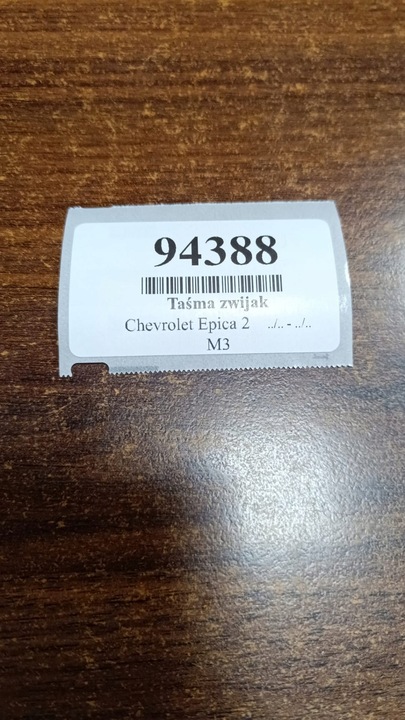 94388
Taśma zwijak
Chevrolet Epica 2 ../.. - ../..
M3